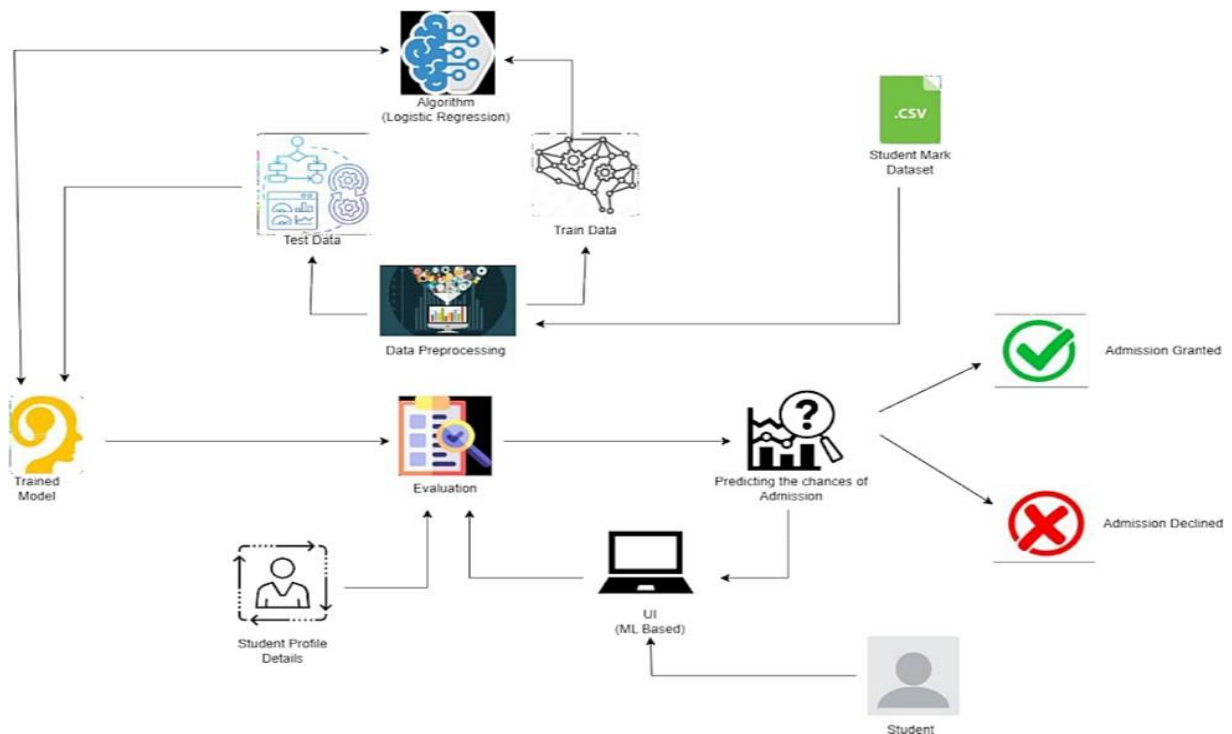 Algorithm
(Logistic Regression)
.CSV
Student Mark
Dataset
Test Data
Train Data
Data Preprocessing
Admission Granted
Trained
Model
Evaluation
?
Predicting the chances of
Admission
Admission Declined
Student Profile
Details
UI
(ML Based)
Student